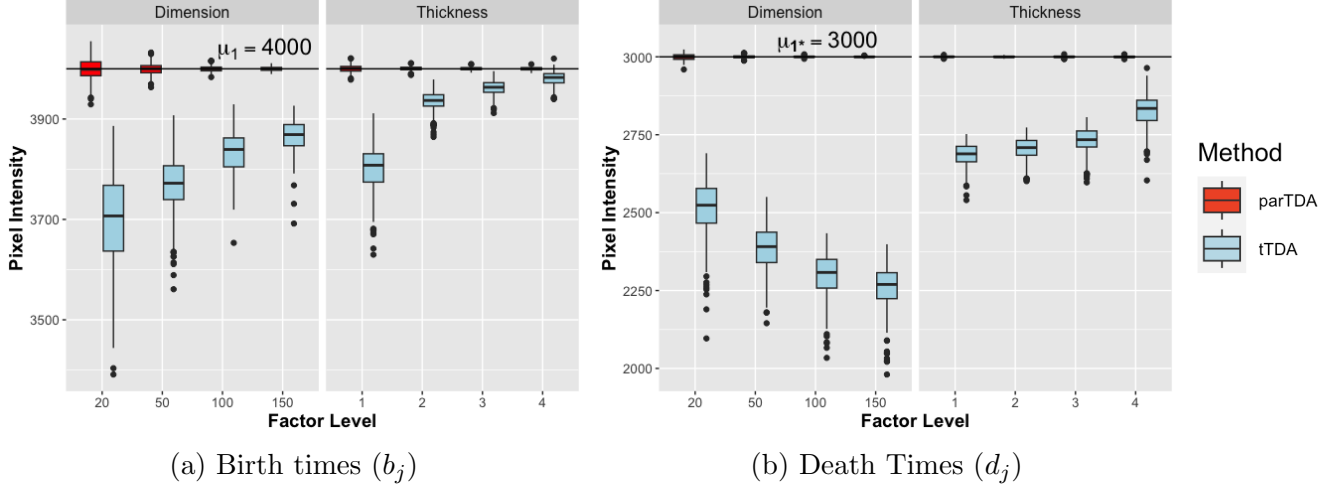 Dimension
Thickness
μ₁ = 4000
Pixel Intensity
3900
3700
3500
20 50 100 150
1 2 3 4
Factor Level
(a) Birth times (b_j)
Dimension
Thickness
μ₁* = 3000
Pixel Intensity
3000
2750
2500
2250
2000
20 50 100 150
1 2 3 4
Factor Level
(b) Death Times (d_j)
Method
parTDA
tTDA